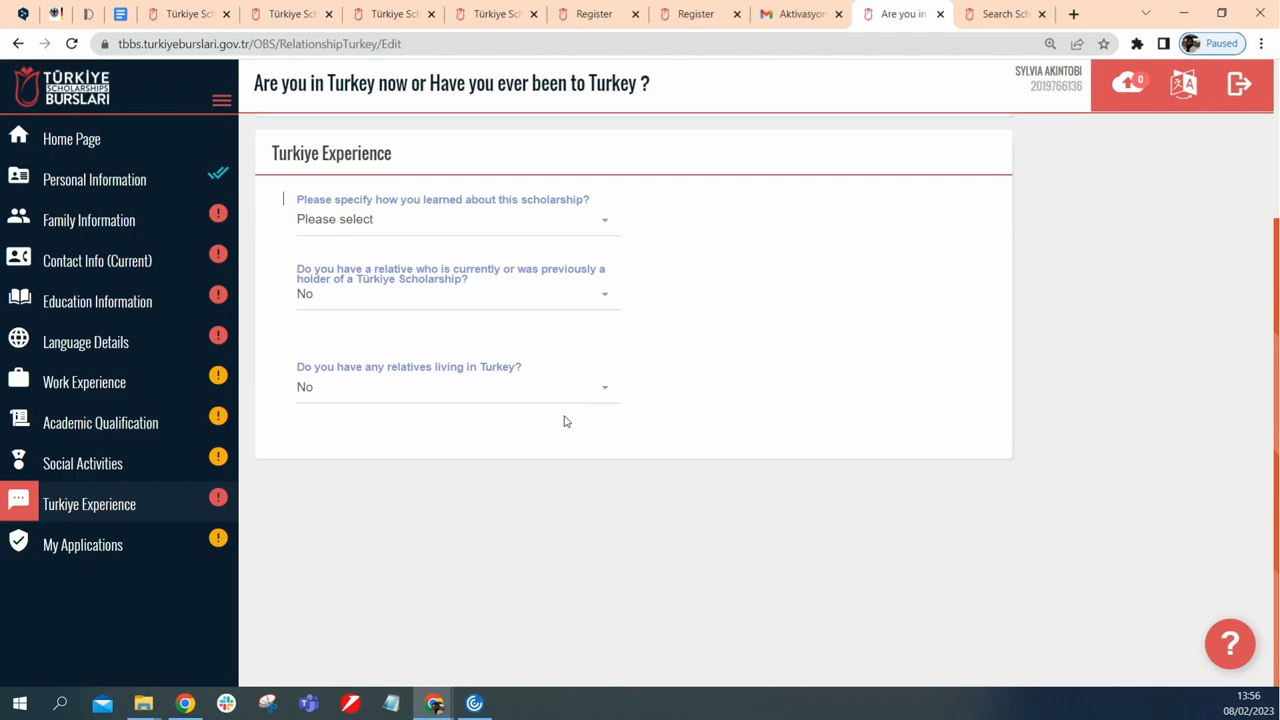 Türkiye Sch
Türkiye Sch
Türkiye Sch
Türkiye Sch
Register
Register
Aktivasyon
Are you in
Search Sch
tbbs.turkiyeburslari.gov.tr/OBS/RelationshipTurkey/Edit
Paused
TÜRKİYE
SCHOLARSHIPS
BURSLARI
Are you in Turkey now or Have you ever been to Turkey ?
SYLVIA AKINTOBI
2019766136
0
Home Page
Personal Information
Family Information
Contact Info (Current)
Education Information
Language Details
Work Experience
Academic Qualification
Social Activities
Turkiye Experience
My Applications
Turkiye Experience
Please specify how you learned about this scholarship?
Please select
Do you have a relative who is currently or was previously a
holder of a Türkiye Scholarship?
No
Do you have any relatives living in Turkey?
No
?
13:56
08/02/2023